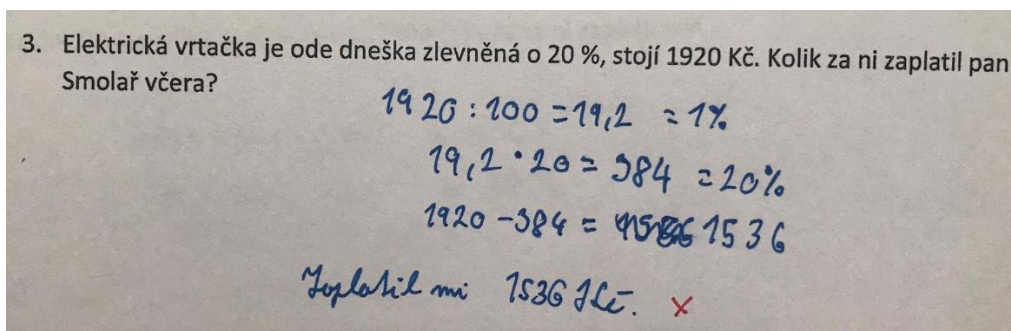 3. Elektrická vrtačka je ode dneška zlevněná o 20 %, stojí 1920 Kč. Kolik za ni zaplatil pan
Smolař včera?
1920 : 100 = 19,2 = 1%
19,2 · 20 = 384 = 20%
1920 - 384 = 1536
Zaplatil 1536 Kč. x